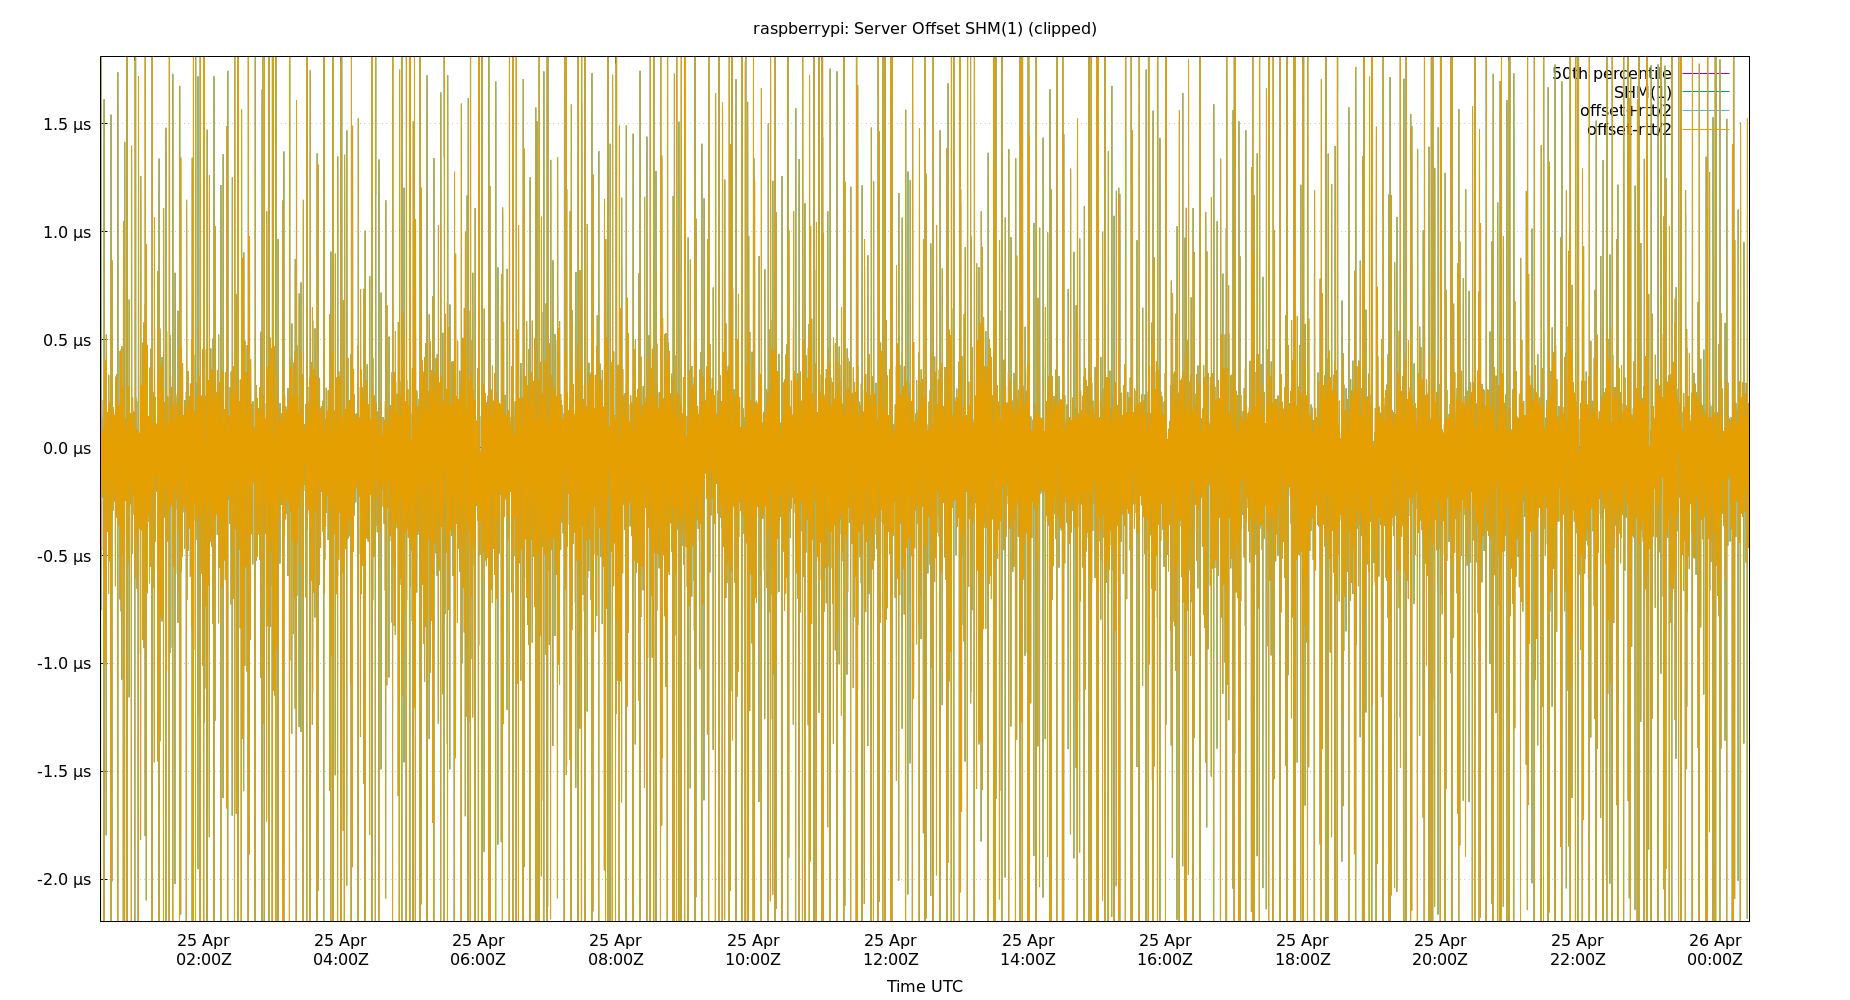 raspberrypi: Server Offset SHM(1) (clipped)
50th percentile
SHM(1)
offset+rtt/2
offset-rtt/2
1.5 µs
1.0 µs
0.5 µs
0.0 µs
-0.5 µs
-1.0 µs
-1.5 µs
-2.0 µs
25 Apr 25 Apr 25 Apr 25 Apr 25 Apr 25 Apr 25 Apr 25 Apr 25 Apr 25 Apr 25 Apr 26 Apr
02:00Z 04:00Z 06:00Z 08:00Z 10:00Z 12:00Z 14:00Z 16:00Z 18:00Z 20:00Z 22:00Z 00:00Z
Time UTC